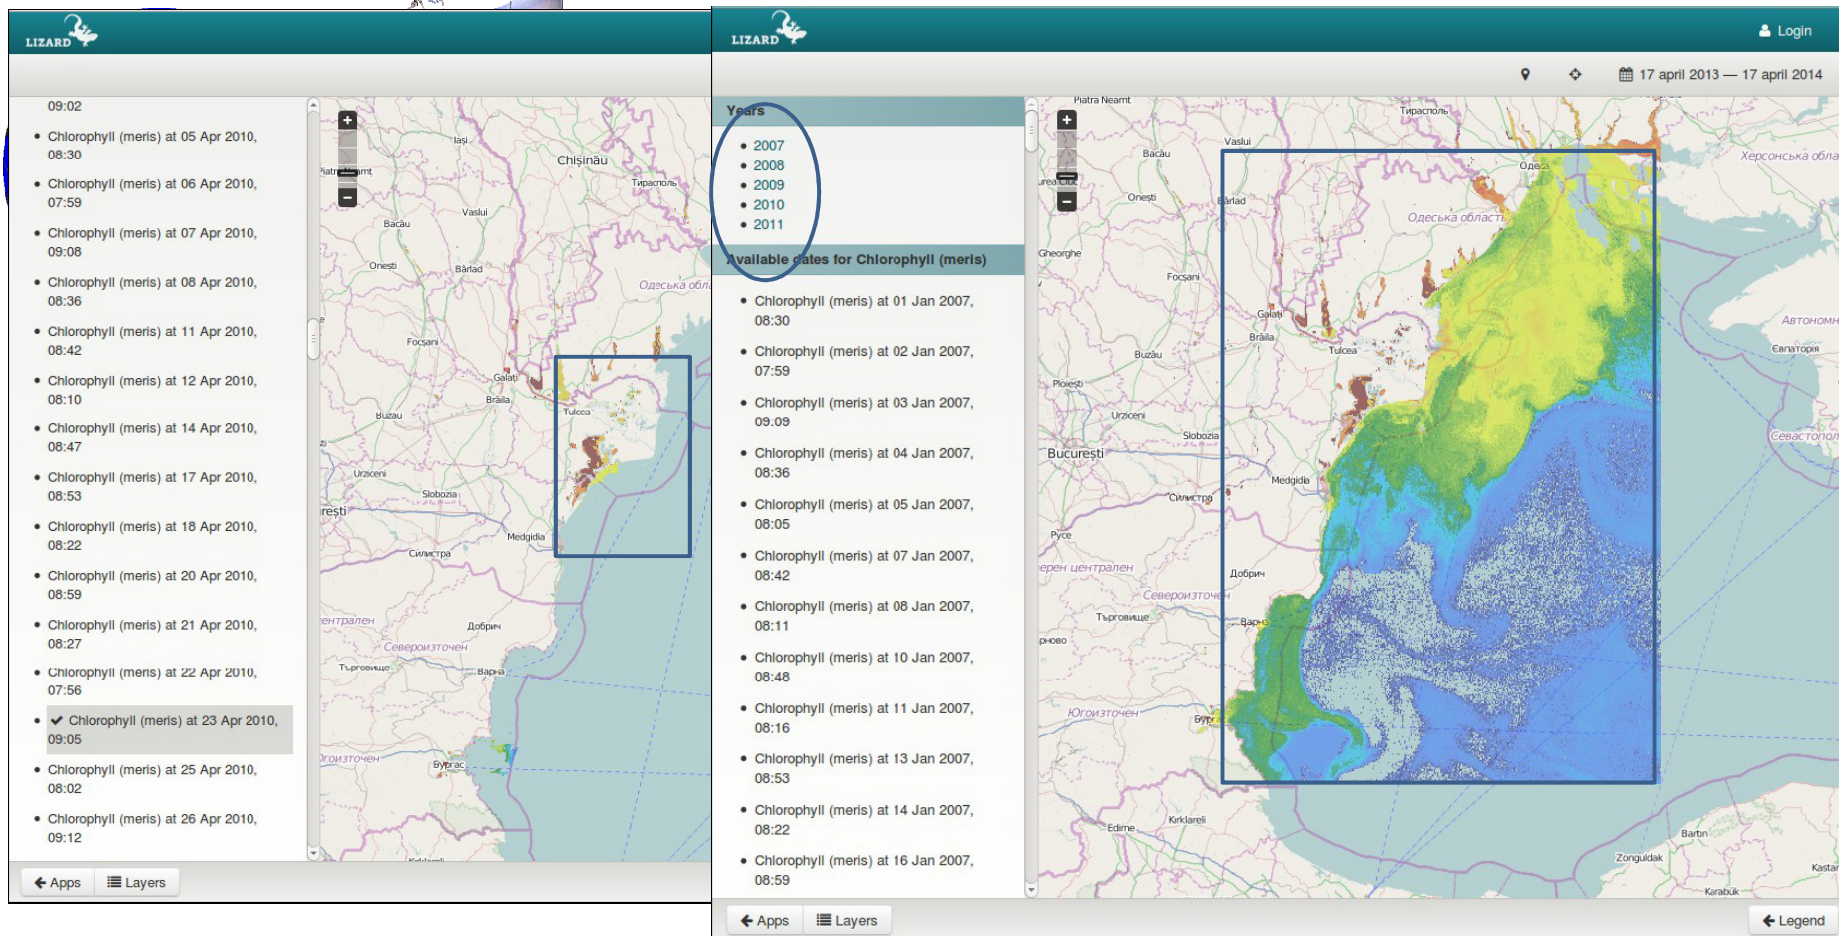 LIZARD
09:02
Chlorophyll (meris) at 05 Apr 2010,
08:30
Chlorophyll (meris) at 06 Apr 2010,
07:59
Chlorophyll (meris) at 07 Apr 2010,
09:08
Chlorophyll (meris) at 08 Apr 2010,
08:36
Chlorophyll (meris) at 11 Apr 2010,
08:42
Chlorophyll (meris) at 12 Apr 2010,
08:10
Chlorophyll (meris) at 14 Apr 2010,
08:47
Chlorophyll (meris) at 17 Apr 2010,
08:53
Chlorophyll (meris) at 18 Apr 2010,
08:22
Chlorophyll (meris) at 20 Apr 2010,
08:59
Chlorophyll (meris) at 21 Apr 2010,
08:27
Chlorophyll (meris) at 22 Apr 2010,
07:56
Chlorophyll (meris) at 23 Apr 2010,
09:05
Chlorophyll (meris) at 25 Apr 2010,
08:02
Chlorophyll (meris) at 26 Apr 2010,
09:12
Iași
Chișinău
Тирасполь
Vaslui
Bacău
Onești
Bârlad
Одеська обла
Focșani
Galați
Brăila
Tulcea
Buzău
Urziceni
Slobozia
rești
Medgidia
Силистра
Добрич
Североизточен
Търговище
Варна
Югоизточен
Бургас
Apps
Layers
LIZARD
Login
17 april 2013 — 17 april 2014
Years
2007
2008
2009
2010
2011
Available dates for Chlorophyll (meris)
Chlorophyll (meris) at 01 Jan 2007,
08:30
Chlorophyll (meris) at 02 Jan 2007,
07:59
Chlorophyll (meris) at 03 Jan 2007,
09:09
Chlorophyll (meris) at 04 Jan 2007,
08:36
Chlorophyll (meris) at 05 Jan 2007,
08:05
Chlorophyll (meris) at 07 Jan 2007,
08:42
Chlorophyll (meris) at 08 Jan 2007,
08:11
Chlorophyll (meris) at 10 Jan 2007,
08:48
Chlorophyll (meris) at 11 Jan 2007,
08:16
Chlorophyll (meris) at 13 Jan 2007,
08:53
Chlorophyll (meris) at 14 Jan 2007,
08:22
Chlorophyll (meris) at 16 Jan 2007,
08:59
Piatra Neamț
Тирасполь
Vaslui
Bacău
Одеса
Херсонська обла
Onești
Bârlad
Одеська область
Gheorghe
Focșani
Galați
Brăila
Tulcea
Автономн
Євпаторія
Buzău
Ploiești
Urziceni
Slobozia
București
Севастопол
Medgidia
Силистра
Русе
ерен централен
Добрич
Североизточен
Търговище
Варна
рново
Югоизточен
Бургас
Edirne
Kırklareli
Bartın
Zonguldak
Kastar
Karabük
Apps
Layers
Legend